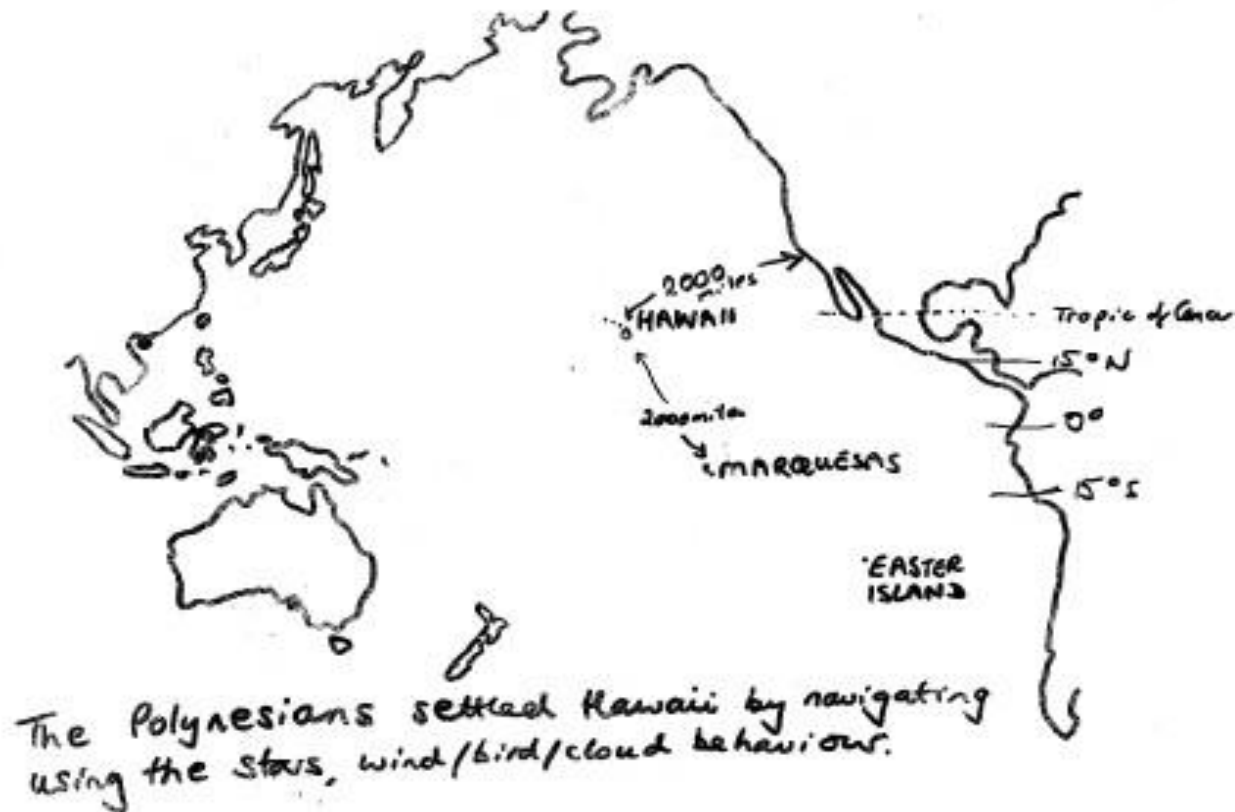 2000
miles
HAWAII
Tropic of Cancer
15°N
2000 miles
0°
MARQUESAS
15°S
EASTER
ISLAND
The Polynesians settled Hawaii by navigating
using the stars, wind/bird/cloud behaviour.